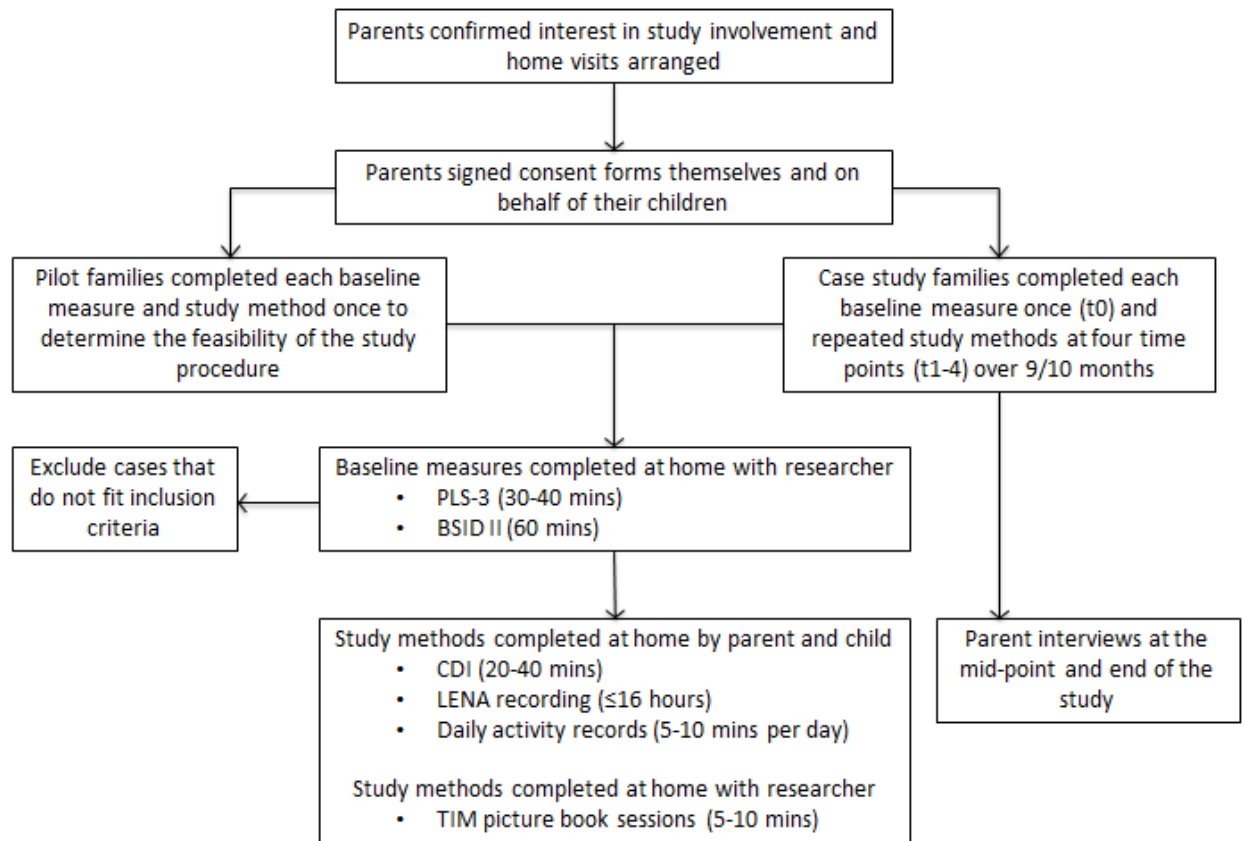 Parents confirmed interest in study involvement and
home visits arranged
Parents signed consent forms themselves and on
behalf of their children
Pilot families completed each baseline
measure and study method once to
determine the feasibility of the study
procedure
Case study families completed each
baseline measure once (t0) and
repeated study methods at four time
points (t1-4) over 9/10 months
Exclude cases that
do not fit inclusion
criteria
Baseline measures completed at home with researcher
• PLS-3 (30-40 mins)
• BSID II (60 mins)
Study methods completed at home by parent and child
• CDI (20-40 mins)
• LENA recording (≤16 hours)
• Daily activity records (5-10 mins per day)
Study methods completed at home with researcher
• TIM picture book sessions (5-10 mins)
Parent interviews at the
mid-point and end of the
study